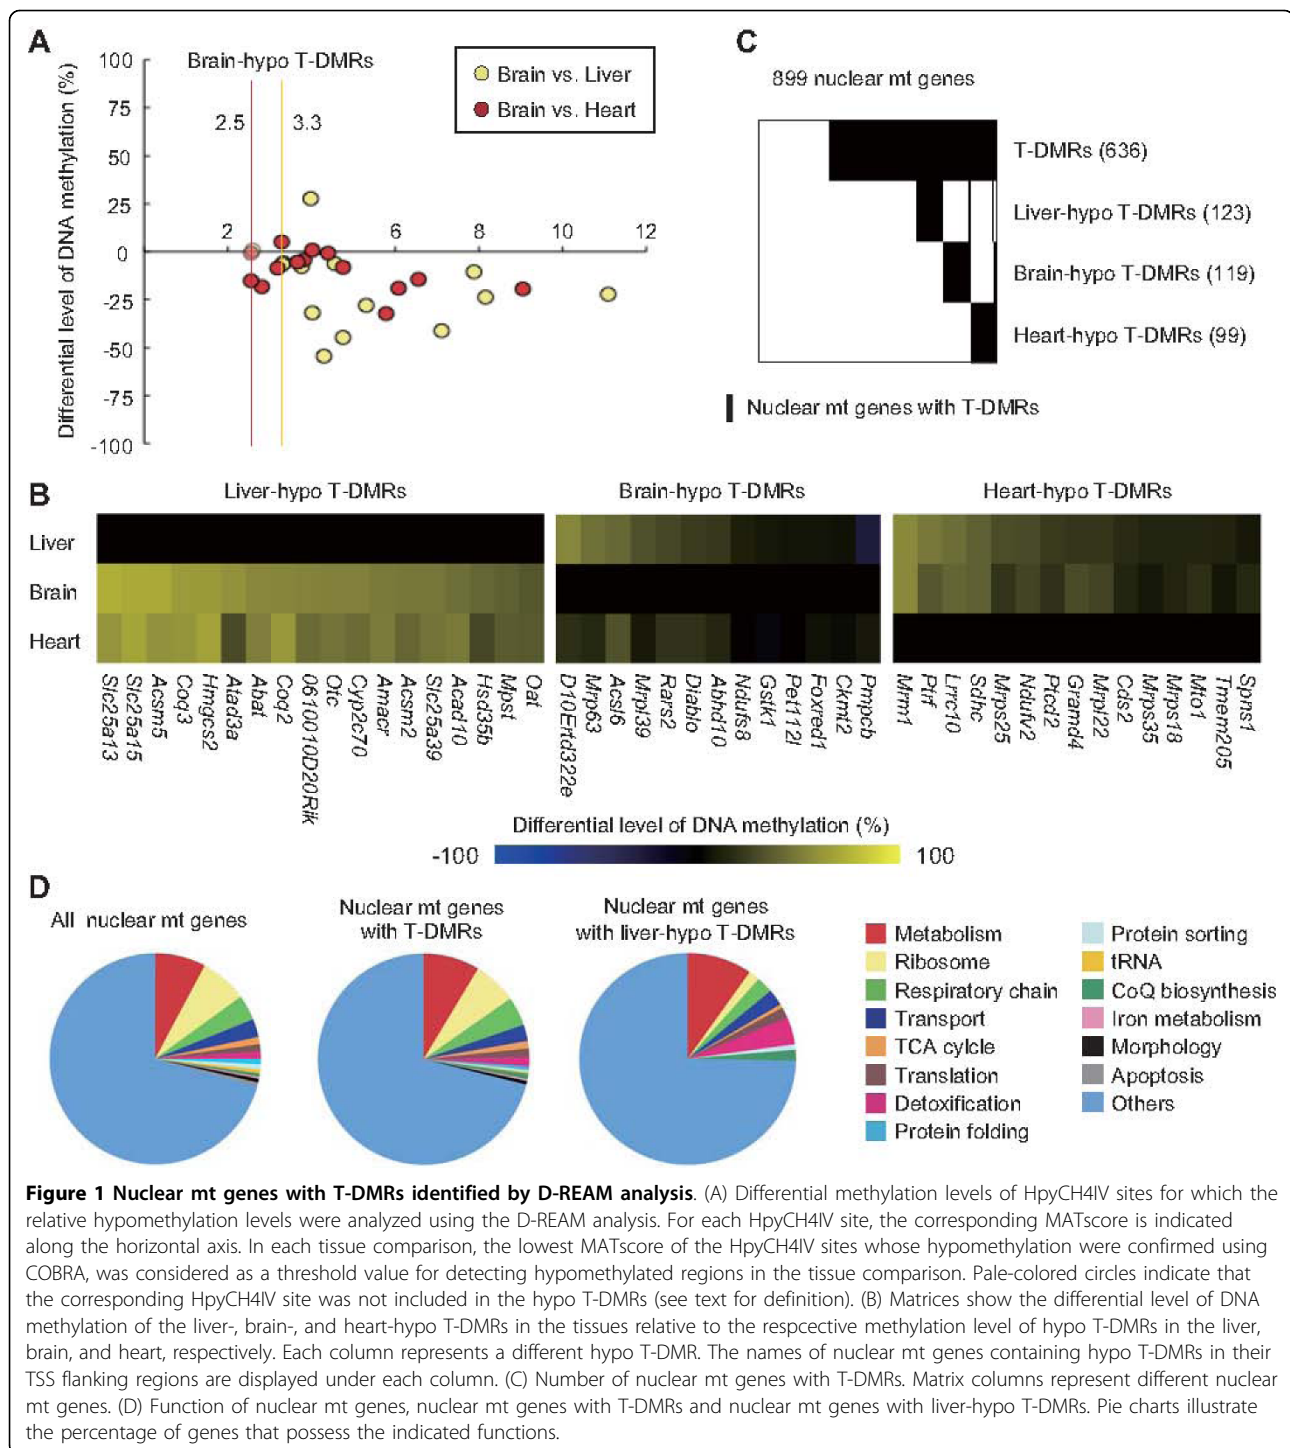 A
Brain-hypo T-DMRs
Brain vs. Liver
Brain vs. Heart
Differential level of DNA methylation (%)
100
75
50
25
0
-25
-50
-75
-100
2.5
3.3
2
6
8
10
12
C
899 nuclear mt genes
T-DMRs (636)
Liver-hypo T-DMRs (123)
Brain-hypo T-DMRs (119)
Heart-hypo T-DMRs (99)
Nuclear mt genes with T-DMRs
B
Liver-hypo T-DMRs
Brain-hypo T-DMRs
Heart-hypo T-DMRs
Liver
Brain
Heart
Slc25a13
Slc25a15
Acsm5
Coq3
Hmgcs2
Atad3a
Abat
Coq2
0610010D20Rik
Otc
Cyp2c70
Amacr
Acsm2
Slc25a39
Acad10
Hsd35b
Mpst
Oat
D10Ertd322e
Mrp63
Acsl6
Mrpl39
Rars2
Diablo
Abhd10
Ndufs8
Gstk1
Pet112l
Foxred1
Ckmt2
Pmpcb
Mrm1
Ptrf
Lrrc10
Sdhc
Mrps25
Ndufv2
Ptcd2
Gramd4
Mrpl22
Cds2
Mrps35
Mrps18
Mto1
Tmem205
Spns1
Differential level of DNA methylation (%)
-100
100
D
All nuclear mt genes
Nuclear mt genes
with T-DMRs
Nuclear mt genes
with liver-hypo T-DMRs
Metabolism
Ribosome
Respiratory chain
Transport
TCA cylcle
Translation
Detoxification
Protein folding
Protein sorting
tRNA
CoQ biosynthesis
Iron metabolism
Morphology
Apoptosis
Others
Figure 1 Nuclear mt genes with T-DMRs identified by D-REAM analysis. (A) Differential methylation levels of HpyCH4IV sites for which the
relative hypomethylation levels were analyzed using the D-REAM analysis. For each HpyCH4IV site, the corresponding MATscore is indicated
along the horizontal axis. In each tissue comparison, the lowest MATscore of the HpyCH4IV sites whose hypomethylation were confirmed using
COBRA, was considered as a threshold value for detecting hypomethylated regions in the tissue comparison. Pale-colored circles indicate that
the corresponding HpyCH4IV site was not included in the hypo T-DMRs (see text for definition). (B) Matrices show the differential level of DNA
methylation of the liver-, brain-, and heart-hypo T-DMRs in the tissues relative to the respcective methylation level of hypo T-DMRs in the liver,
brain, and heart, respectively. Each column represents a different hypo T-DMR. The names of nuclear mt genes containing hypo T-DMRs in their
TSS flanking regions are displayed under each column. (C) Number of nuclear mt genes with T-DMRs. Matrix columns represent different nuclear
mt genes. (D) Function of nuclear mt genes, nuclear mt genes with T-DMRs and nuclear mt genes with liver-hypo T-DMRs. Pie charts illustrate
the percentage of genes that possess the indicated functions.